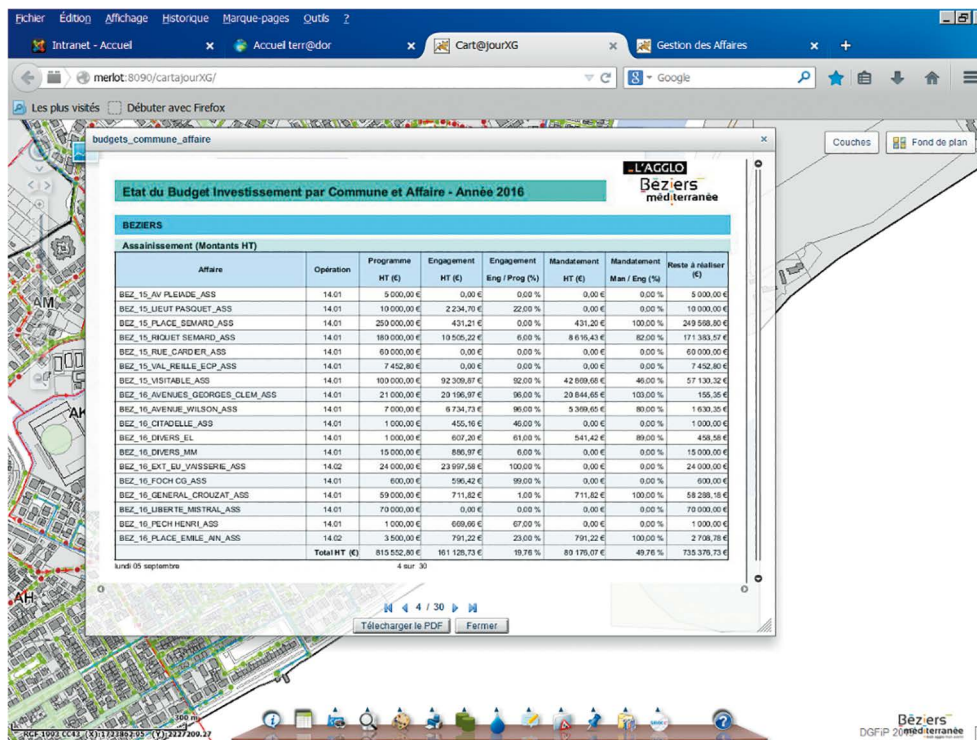 Fichier Édition Affichage Historique Marque-pages Outils ?
Intranet - Accueil × Accueil terr@dor × Cart@jourXG × Gestion des Affaires × +
merlot:8090/cartajourXG/ Google
Les plus visités Débuter avec Firefox
budgets_commune_affaire ×
Couches Fond de plan
L'AGGLO
Béziers
méditerranée
Etat du Budget Investissement par Commune et Affaire - Année 2016
BEZIERS
Assainissement (Montants HT)
Affaire Opération Programme HT (€) Engagement HT (€) Engagement Eng / Prog (%) Mandatement HT (€) Mandatement Man / Eng (%) Reste à réaliser (€)
BEZ_15_AV PLEIADE_ASS 14.01 5 000,00 € 0,00 € 0,00 % 0,00 € 0,00 % 5 000,00 €
BEZ_15_LIEUT PASQUET_ASS 14.01 10 000,00 € 2 234,70 € 22,00 % 0,00 € 0,00 % 10 000,00 €
BEZ_15_PLACE_SEMARD_ASS 14.01 250 000,00 € 431,21 € 0,00 % 431,20 € 100,00 % 249 568,80 €
BEZ_15_RIQUET SEMARD_ASS 14.01 180 000,00 € 10 505,22 € 6,00 % 8 616,43 € 82,00 % 171 383,57 €
BEZ_15_RUE_CARDIER_ASS 14.01 60 000,00 € 0,00 € 0,00 % 0,00 € 0,00 % 60 000,00 €
BEZ_15_VAL_REILLE_ECP_ASS 14.01 7 452,80 € 0,00 € 0,00 % 0,00 € 0,00 % 7 452,80 €
BEZ_15_VISITABLE_ASS 14.01 100 000,00 € 92 309,87 € 92,00 % 42 869,68 € 46,00 % 57 130,32 €
BEZ_16_AVENUES_GEORGES_CLEM_ASS 14.01 21 000,00 € 20 196,97 € 96,00 % 20 844,65 € 103,00 % 155,35 €
BEZ_16_AVENUE_WILSON_ASS 14.01 7 000,00 € 6 734,73 € 96,00 % 5 369,65 € 80,00 % 1 630,35 €
BEZ_16_CITADELLE_ASS 14.01 1 000,00 € 455,16 € 46,00 % 0,00 € 0,00 % 1 000,00 €
BEZ_16_DIVERS_EL 14.01 1 000,00 € 607,20 € 61,00 % 541,42 € 89,00 % 458,58 €
BEZ_16_DIVERS_MM 14.01 15 000,00 € 886,97 € 6,00 % 0,00 € 0,00 % 15 000,00 €
BEZ_16_EXT_EU_VAISSERIE_ASS 14.02 24 000,00 € 23 997,58 € 100,00 % 0,00 € 0,00 % 24 000,00 €
BEZ_16_FOCH CG_ASS 14.01 600,00 € 596,42 € 99,00 % 0,00 € 0,00 % 600,00 €
BEZ_16_GENERAL_CROUZAT_ASS 14.01 59 000,00 € 711,82 € 1,00 % 711,82 € 100,00 % 58 288,18 €
BEZ_16_LIBERTE_MISTRAL_ASS 14.01 70 000,00 € 0,00 € 0,00 % 0,00 € 0,00 % 70 000,00 €
BEZ_16_PECH HENRI_ASS 14.01 1 000,00 € 669,66 € 67,00 % 0,00 € 0,00 % 1 000,00 €
BEZ_16_PLACE_EMILE_AIN_ASS 14.02 3 500,00 € 791,22 € 23,00 % 791,22 € 100,00 % 2 708,78 €
Total HT (€) 815 552,80 € 161 128,73 € 19,76 % 80 176,07 € 49,76 % 735 376,73 €
lundi 05 septembre 4 sur 30
4 / 30
Télécharger le PDF Fermer
AM
AK
AH
300 m
Béziers
méditerranée